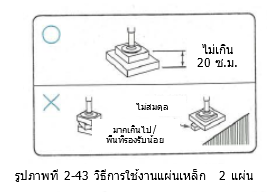 ไม่เกิน
20 ซ.ม.
ไม่สมดุล
มากเกินไป/
พื้นที่รองรับน้อย
รูปภาพที่ 2-43 วิธีการใช้งานแผ่นเหล็ก 2 แผ่น